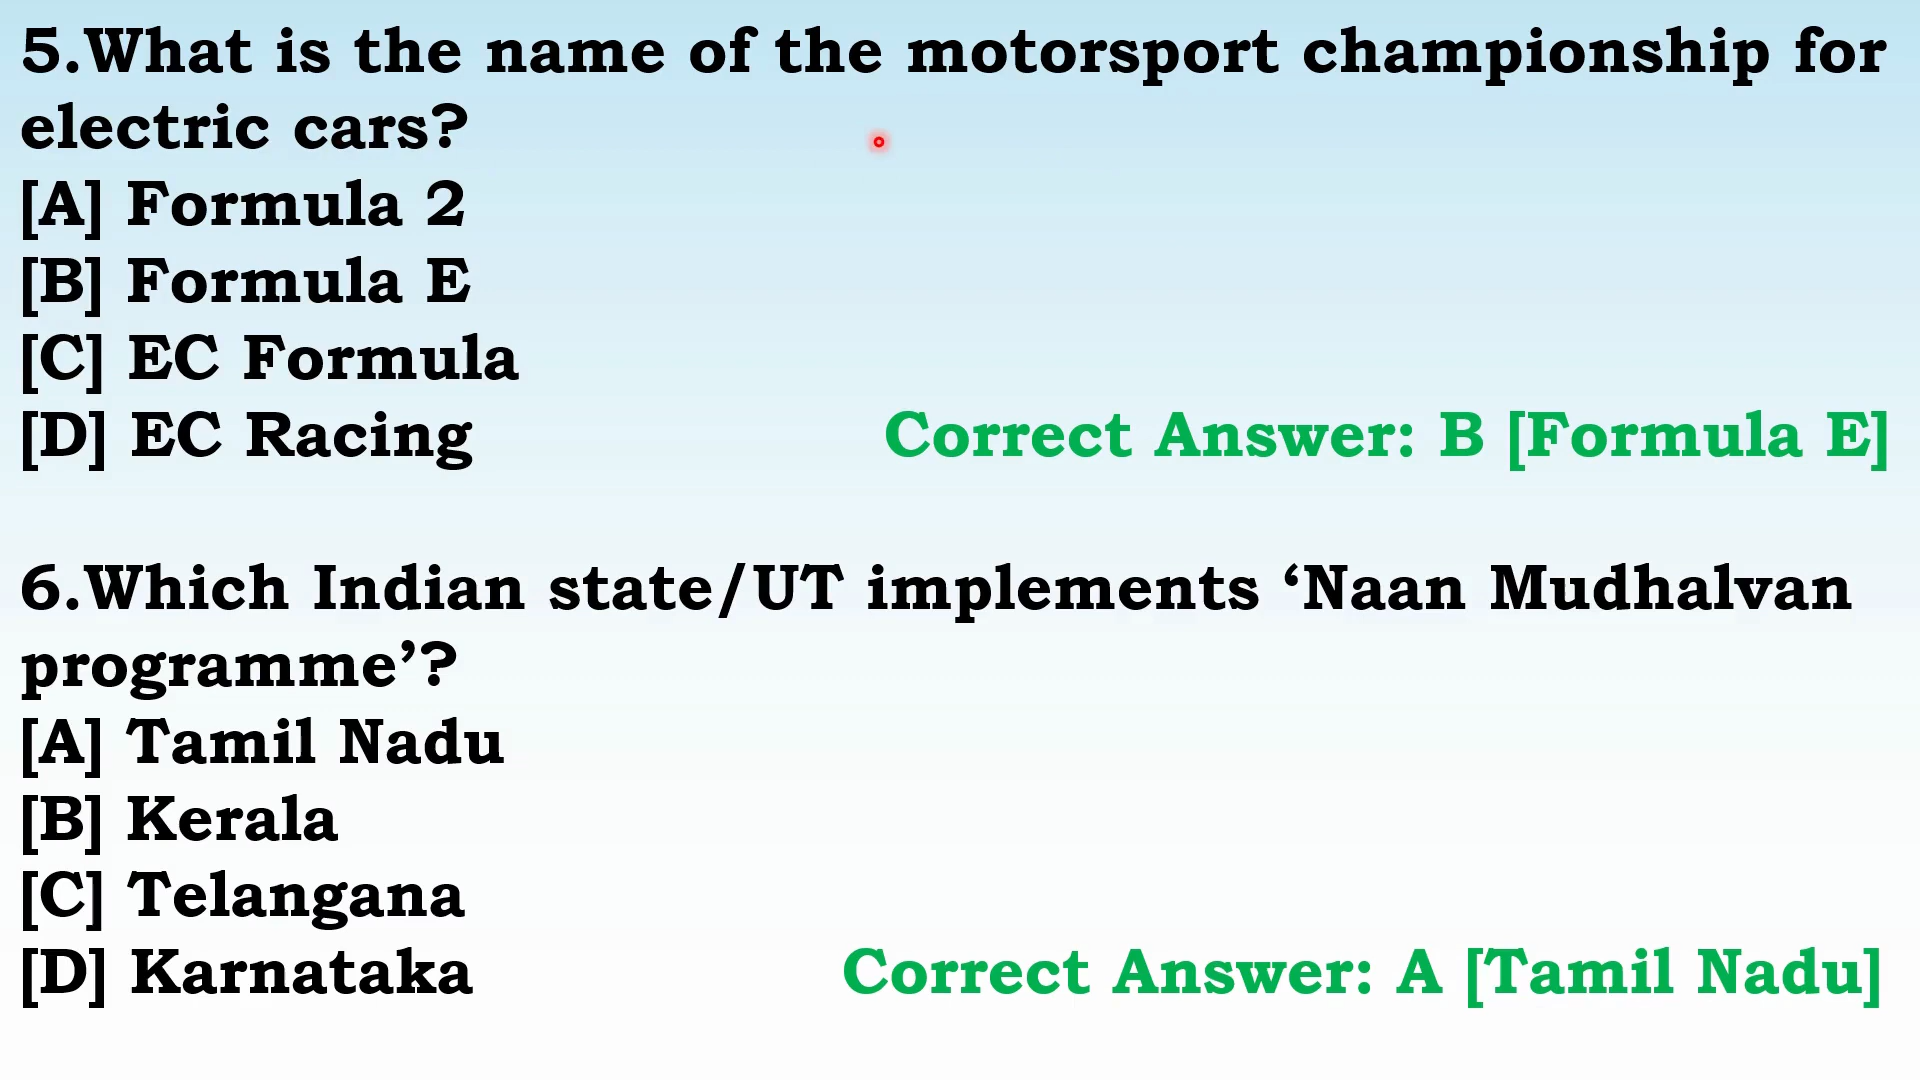 5.What is the name of the motorsport championship for
electric cars?
[A] Formula 2
[B] Formula E
[C] EC Formula
[D] EC Racing Correct Answer: B [Formula E]
6.Which Indian state/UT implements ‘Naan Mudhalvan
programme’?
[A] Tamil Nadu
[B] Kerala
[C] Telangana
[D] Karnataka Correct Answer: A [Tamil Nadu]